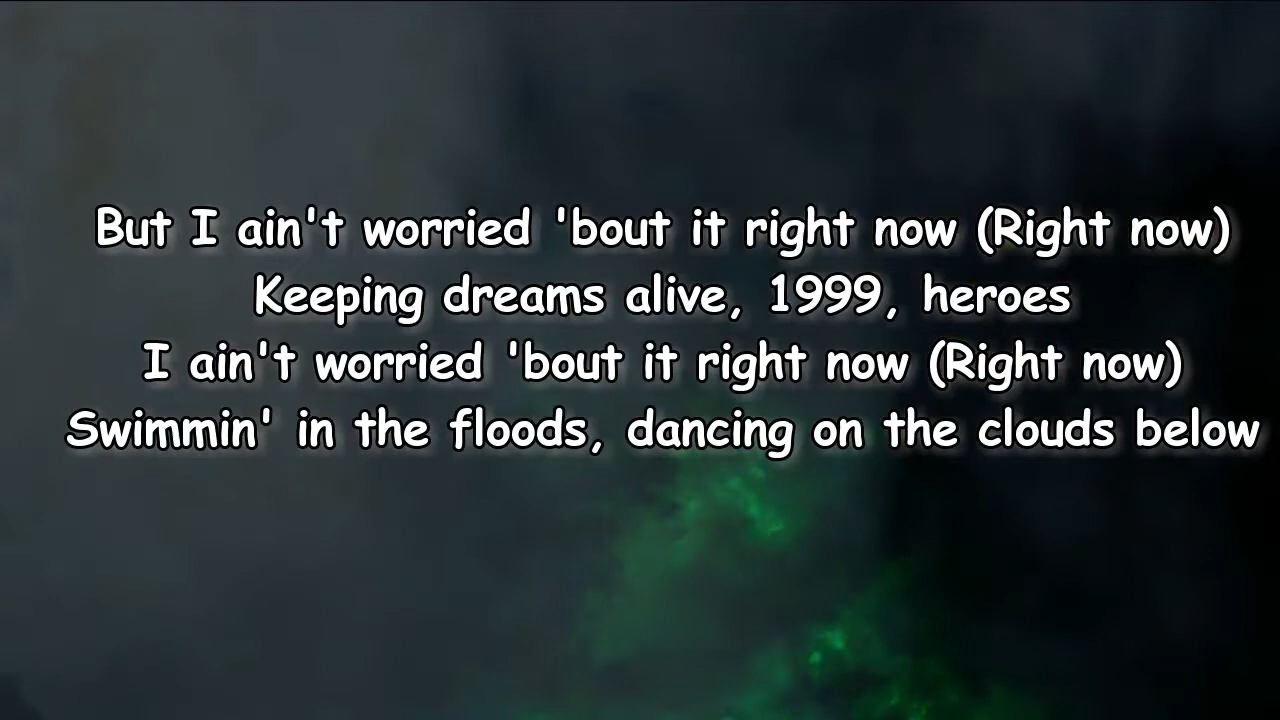 But I ain't worried 'bout it right now (Right now)
Keeping dreams alive, 1999, heroes
I ain't worried 'bout it right now (Right now)
Swimmin' in the floods, dancing on the clouds below